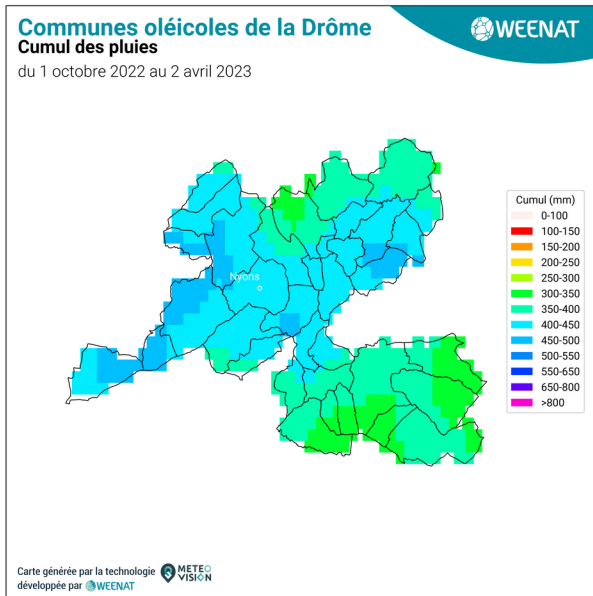 Communes oléicoles de la Drôme
Cumul des pluies
du 1 octobre 2022 au 2 avril 2023
WEENAT
Nyons
Cumul (mm)
0-100
100-150
150-200
200-250
250-300
300-350
350-400
400-450
450-500
500-550
550-650
650-800
>800
Carte générée par la technologie METEO VISION
développée par WEENAT